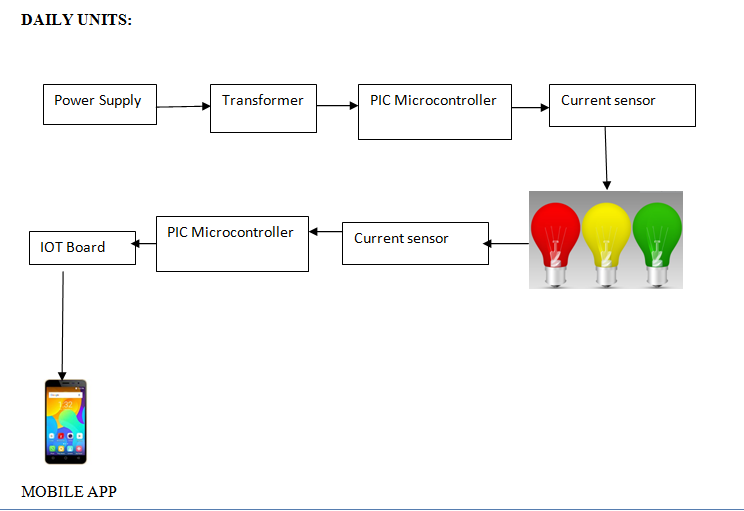 DAILY UNITS:
Power Supply
Transformer
PIC Microcontroller
Current sensor
IOT Board
PIC Microcontroller
Current sensor
MOBILE APP